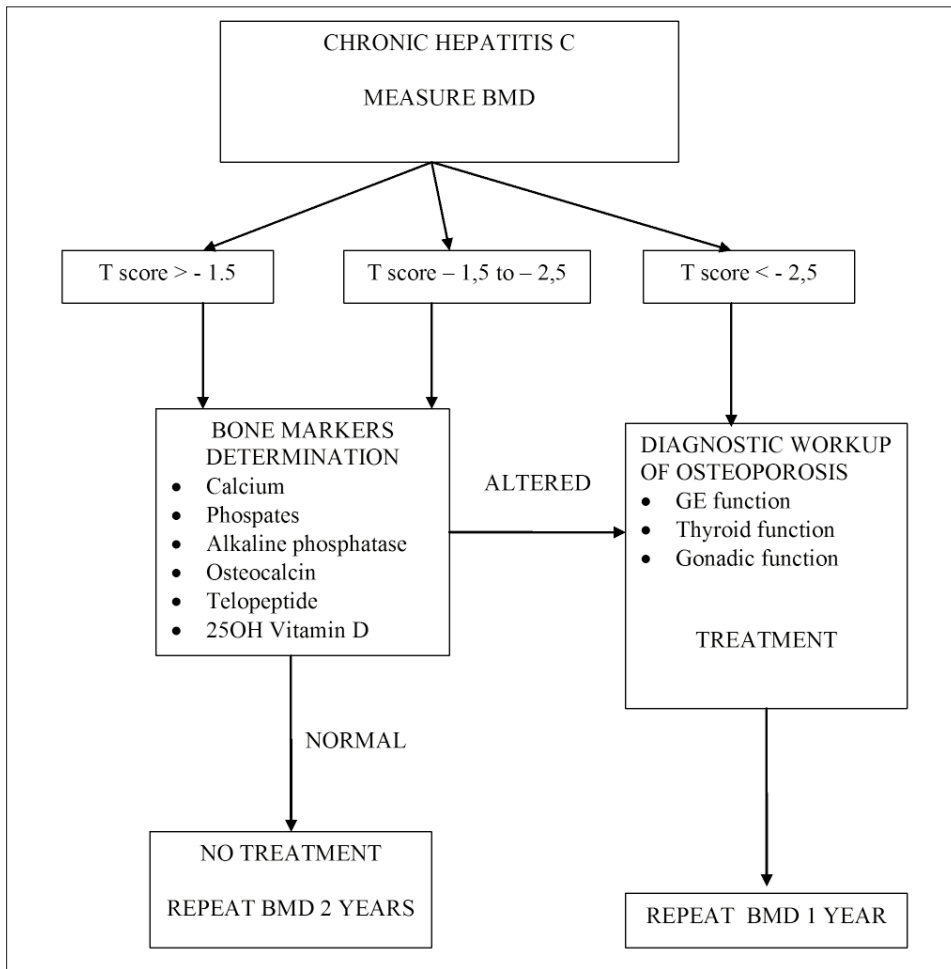 CHRONIC HEPATITIS C
MEASURE BMD
T score > - 1.5
T score – 1,5 to – 2,5
T score < - 2,5
BONE MARKERS
DETERMINATION
• Calcium
• Phospates
• Alkaline phosphatase
• Osteocalcin
• Telopeptide
• 25OH Vitamin D
ALTERED
DIAGNOSTIC WORKUP
OF OSTEOPOROSIS
• GE function
• Thyroid function
• Gonadic function
TREATMENT
NORMAL
NO TREATMENT
REPEAT BMD 2 YEARS
REPEAT BMD 1 YEAR